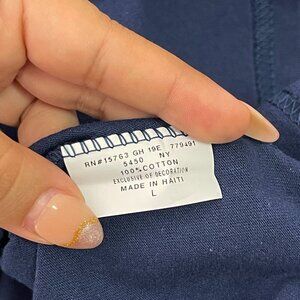 RN#15763 GH 19E 779491
5450 NY
100% COTTON
EXCLUSIVE OF DECORATION
MADE IN HAITI
L